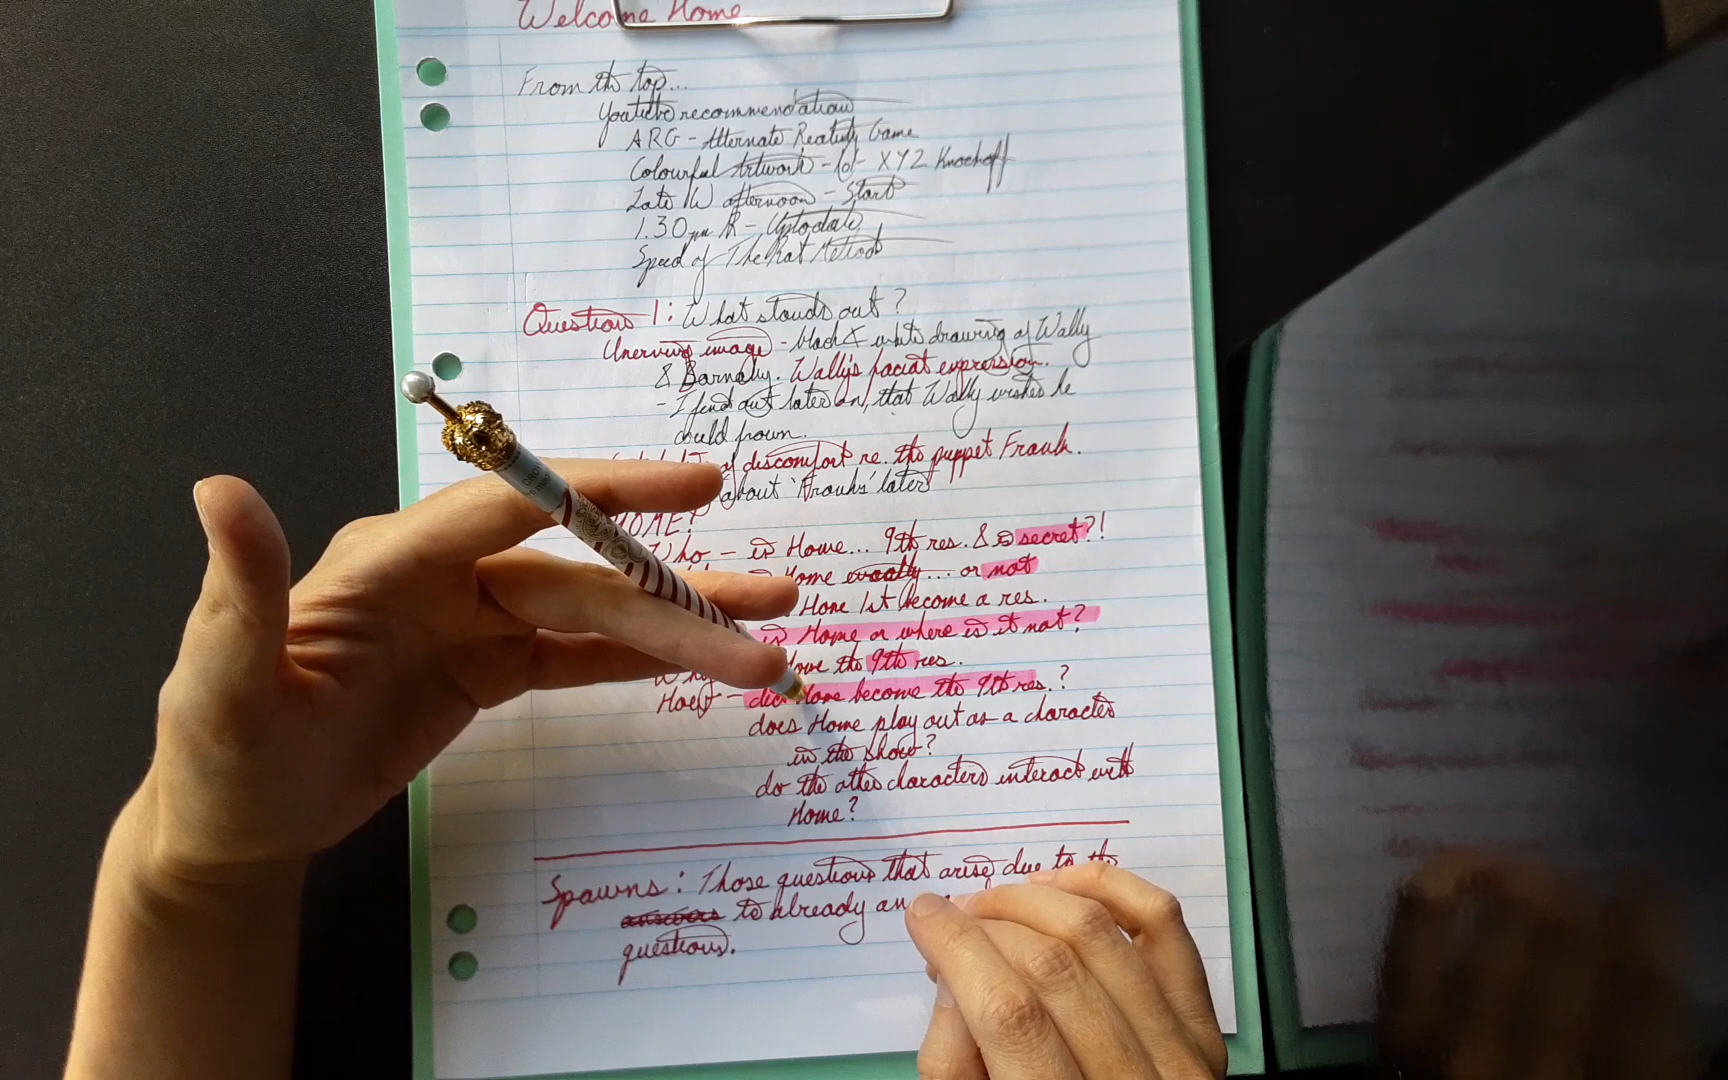 Welcome Home
From the top...
Youtube recommendation
ARG - Alternate Reality Game
Colourful Artwork - lol - XYZ Knockoff
Late W afternoon - Start
1.30pm R - Uptodate
Speed of The Rat Method
Question 1: What stands out?
Unerving image - black & white drawing of Wally
& Barnaby. Wally's facial expression.
- I find out later on, that Wally wishes he
could frown.
of discomfort re. the puppet Frank.
about 'Franks' later
HOME?
Who - is Home... 9th res. & a secret?!
Home exactly... or not
Home 1st become a res.
is Home or where is it not?
Home the 9th res.
How - did Home become the 9th res.?
does Home play out as a character
in the show?
do the other characters interact with
Home?
Spawns: Those questions that arise due to the
answers to already
questions.